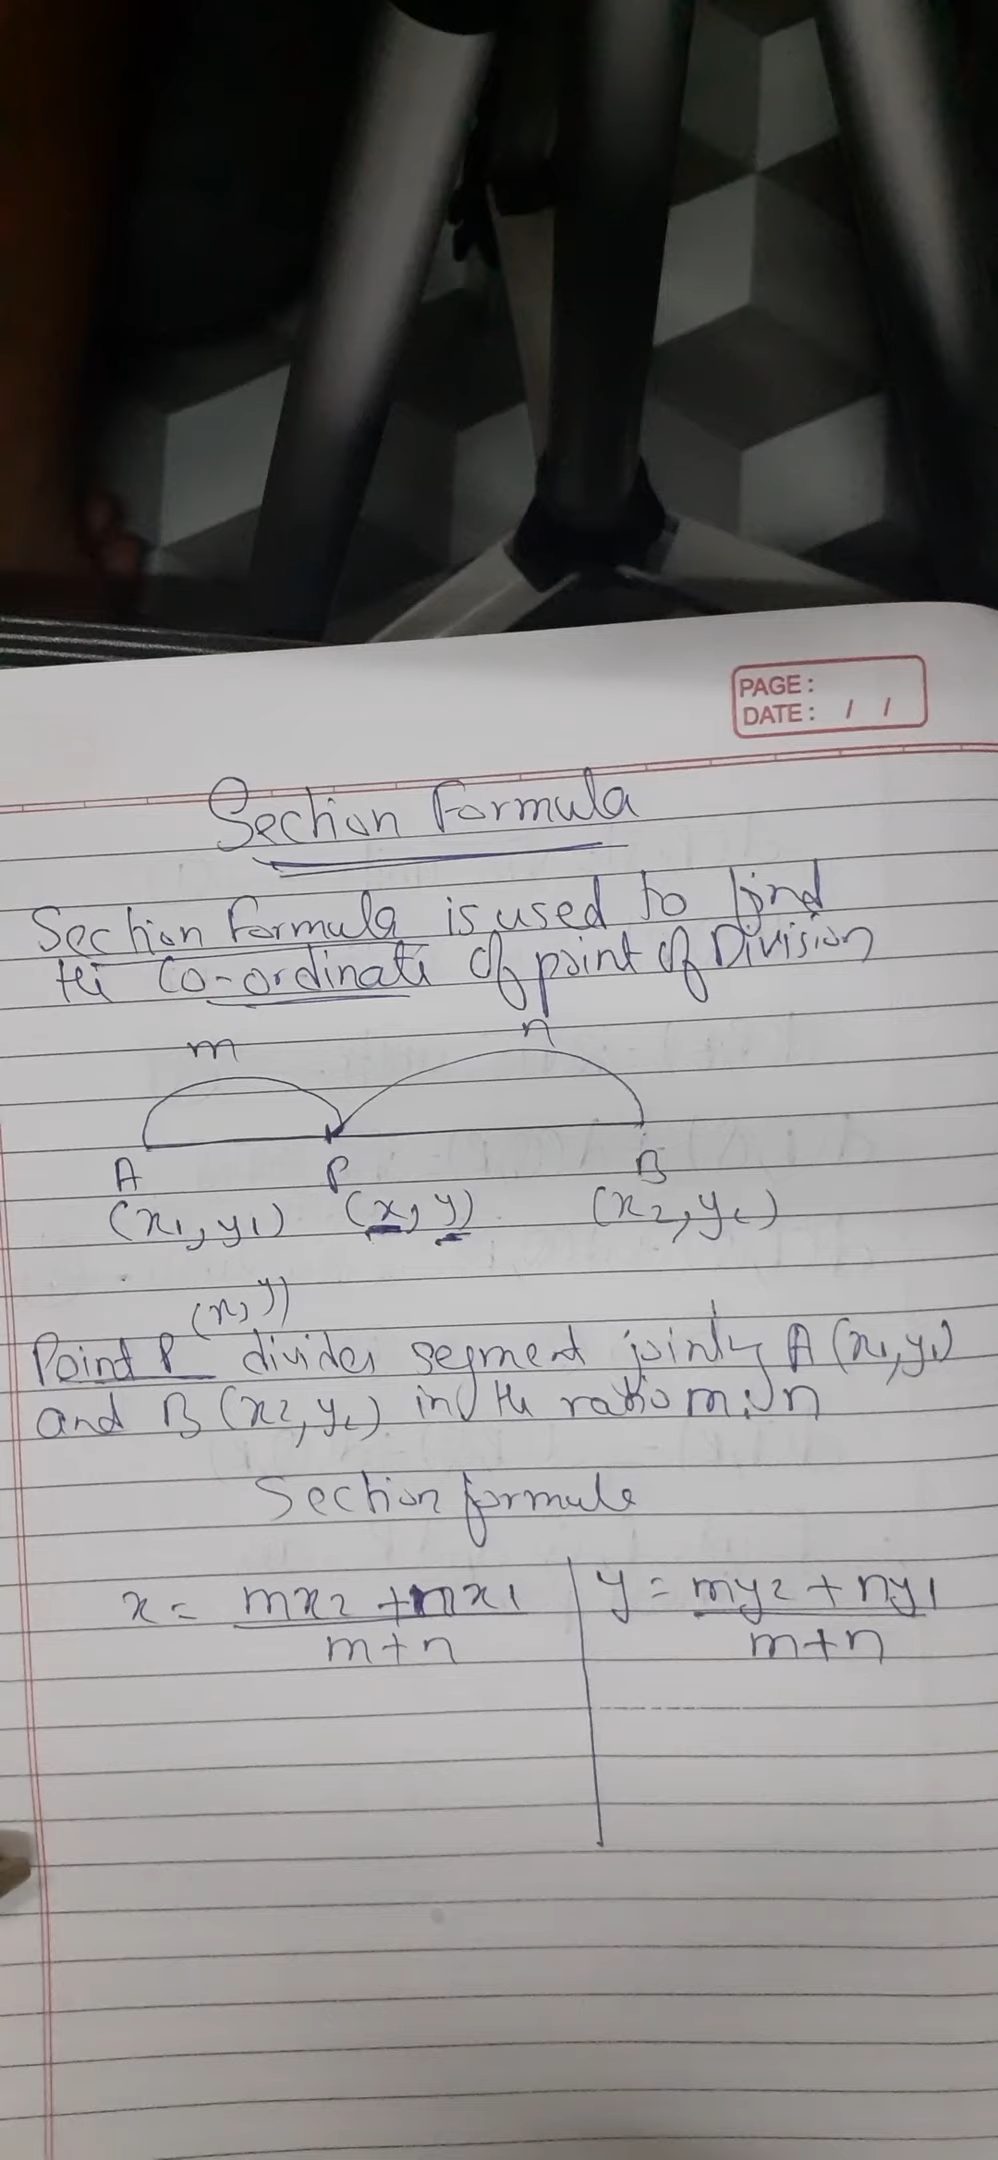 PAGE:
DATE: / /
Section Formula
Section Formula is used to find
the co-ordinate of point of Division
m n
A P B
(x1, y1) (x, y) (x2, y2)
(x, y)
Point P divides segment joining A (x1, y1)
and B (x2, y2) in the ratio m:n
Section formula
x = mx2 + nx1 / m+n | y = my2 + ny1 / m+n